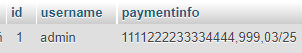 id username paymentinfo
1 admin 1111222233334444,999,03/25